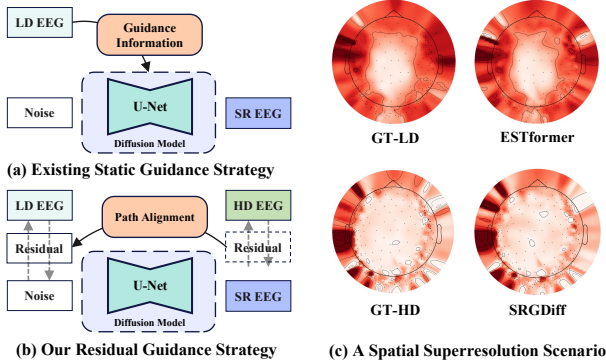 LD EEG
Guidance
Information
U-Net
Noise
SR EEG
Diffusion Model
(a) Existing Static Guidance Strategy
LD EEG
HD EEG
Path Alignment
Residual
Residual
U-Net
Noise
SR EEG
Diffusion Model
(b) Our Residual Guidance Strategy
GT-LD
ESTformer
GT-HD
SRGDiff
(c) A Spatial Superresolution Scenario